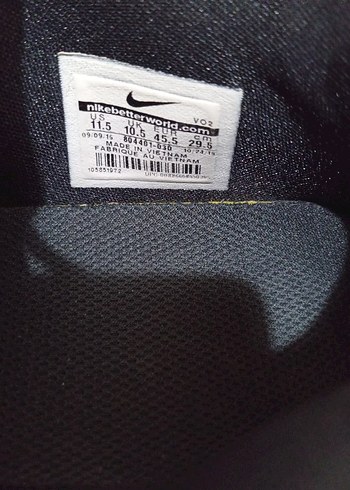 VO2
nikebetterworld.com
US UK EUR cm
11.5 10.5 45.5 29.5
09/09/15 804401-030 10/24/15
MADE IN VIETNAM
FABRIQUE AU VIETNAM